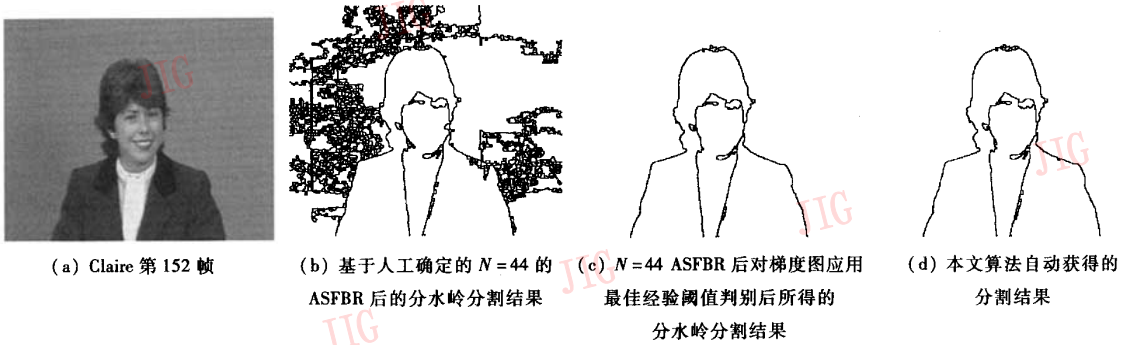 (a) Claire 第 152 帧
(b) 基于人工确定的 N=44 的
ASFBR 后的分水岭分割结果
(c) N=44 ASFBR 后对梯度图应用
最佳经验阈值判别后所得的
分水岭分割结果
(d) 本文算法自动获得的
分割结果
JIG
JIG
JIG
JIG
JIG
JIG